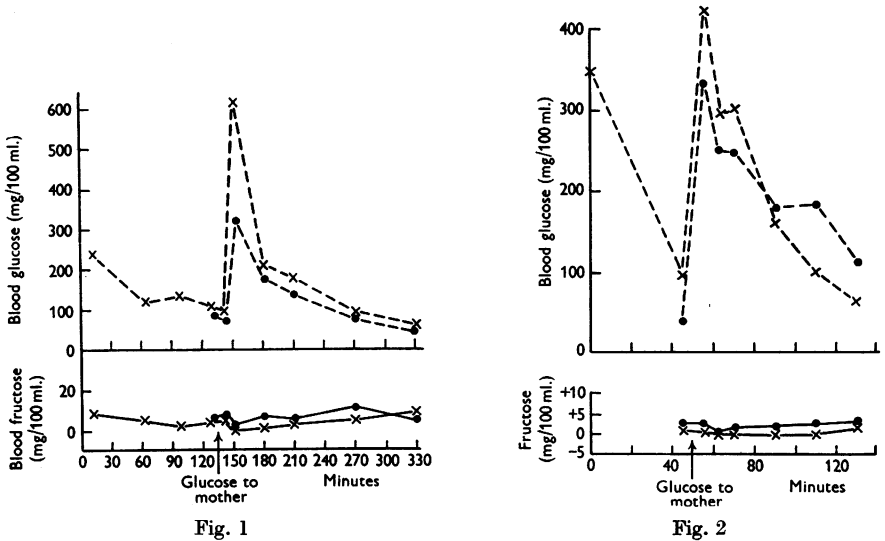 Blood glucose (mg/100 ml.)
600
500
400
300
200
100
0
Blood fructose
(mg/100 ml.)
20
0
0 30 60 90 120 150 180 210 240 270 300 330
Glucose to
mother
Minutes
Fig. 1
Blood glucose (mg/100 ml.)
400
300
200
100
0
Fructose
(mg/100 ml.)
+10
+5
0
−5
0 40 80 120
Glucose to
mother
Minutes
Fig. 2